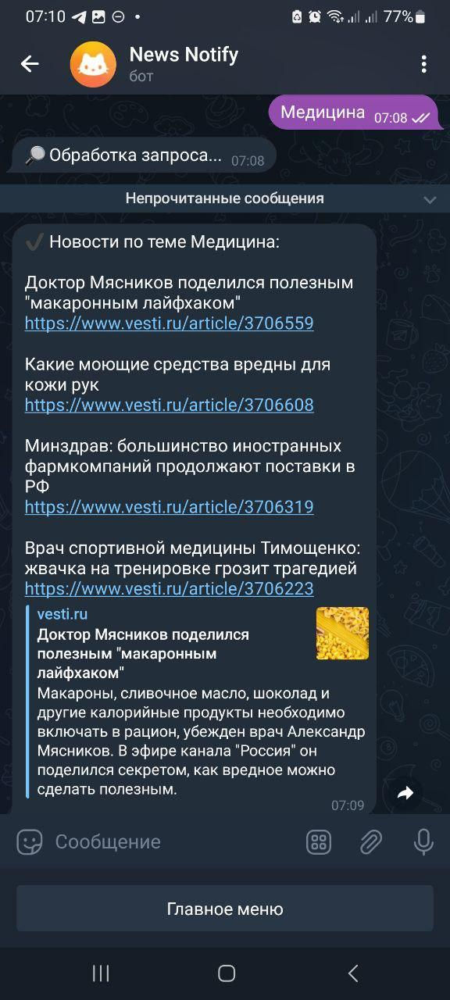 07:10
77%
News Notify
бот
Медицина 07:08
Обработка запроса... 07:08
Непрочитанные сообщения
Новости по теме Медицина:
Доктор Мясников поделился полезным
"макаронным лайфхаком"
https://www.vesti.ru/article/3706559
Какие моющие средства вредны для
кожи рук
https://www.vesti.ru/article/3706608
Минздрав: большинство иностранных
фармкомпаний продолжают поставки в
РФ
https://www.vesti.ru/article/3706319
Врач спортивной медицины Тимощенко:
жвачка на тренировке грозит трагедией
https://www.vesti.ru/article/3706223
vesti.ru
Доктор Мясников поделился
полезным "макаронным
лайфхаком"
Макароны, сливочное масло, шоколад и
другие калорийные продукты необходимо
включать в рацион, убежден врач Александр
Мясников. В эфире канала "Россия" он
поделился секретом, как вредное можно
сделать полезным.
07:09
Сообщение
Главное меню